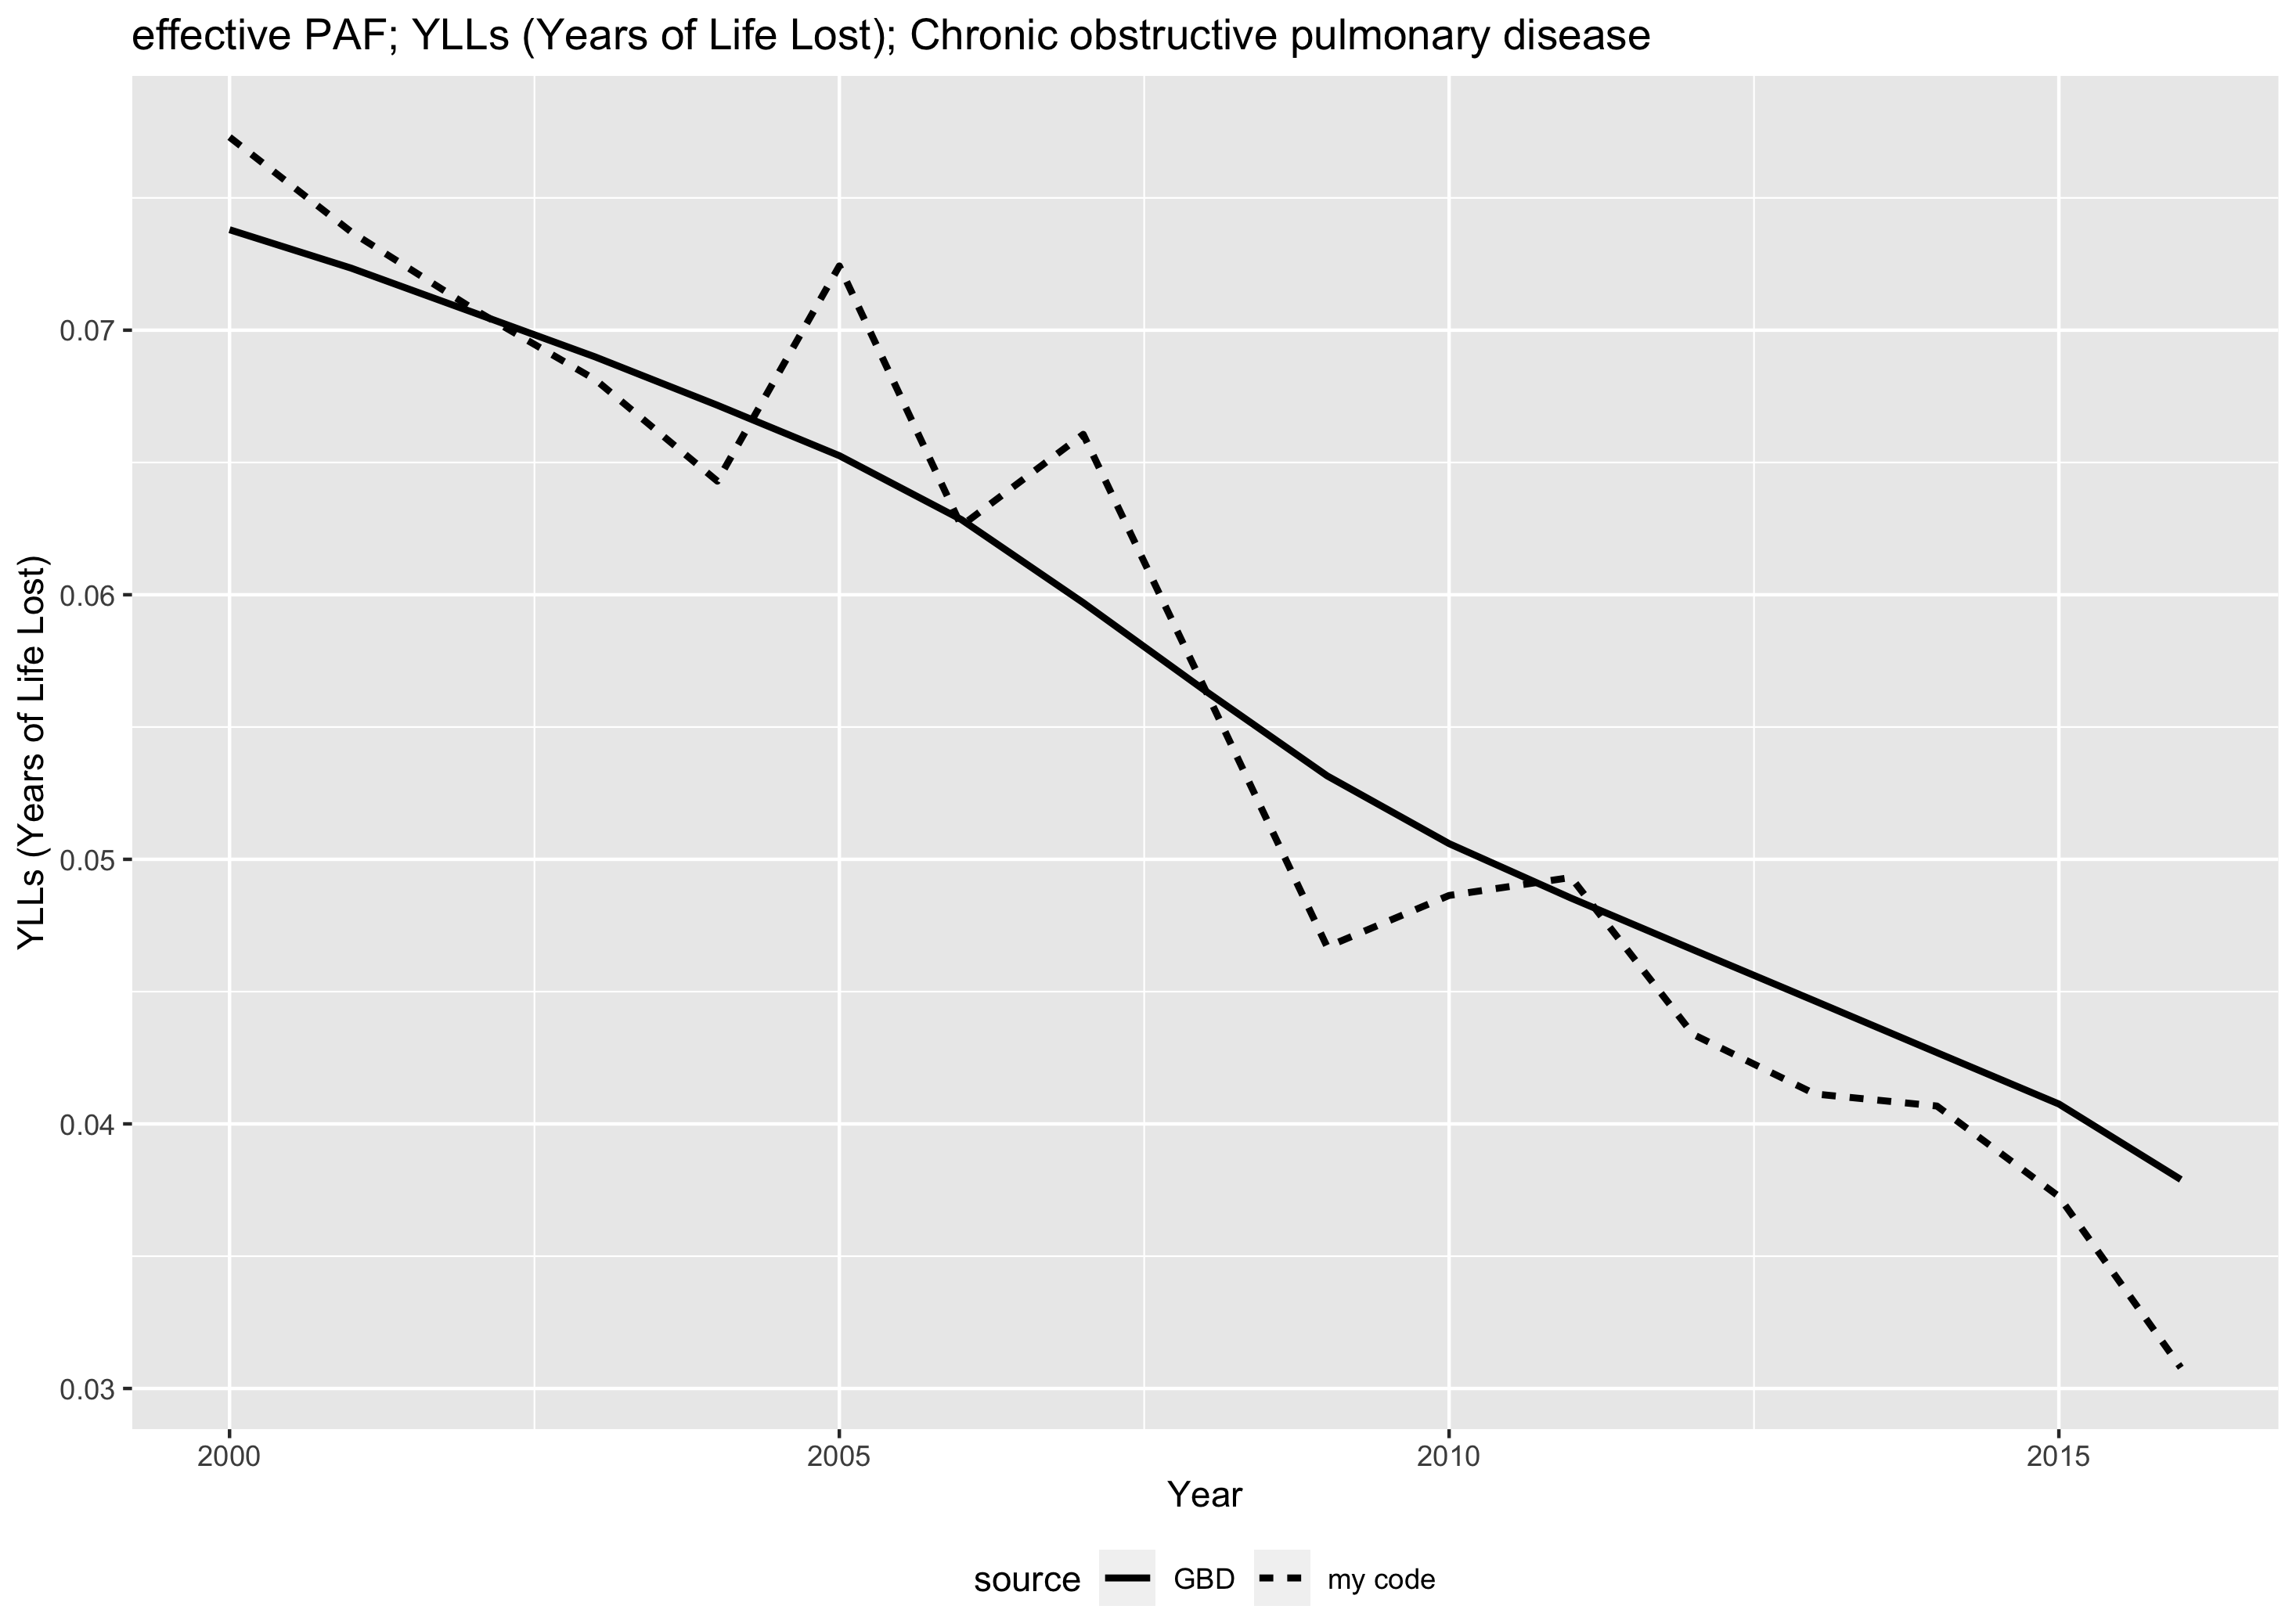 effective PAF; YLLs (Years of Life Lost); Chronic obstructive pulmonary disease
YLLs (Years of Life Lost)
0.07
0.06
0.05
0.04
0.03
2000 2005 2010 2015
Year
source GBD my code